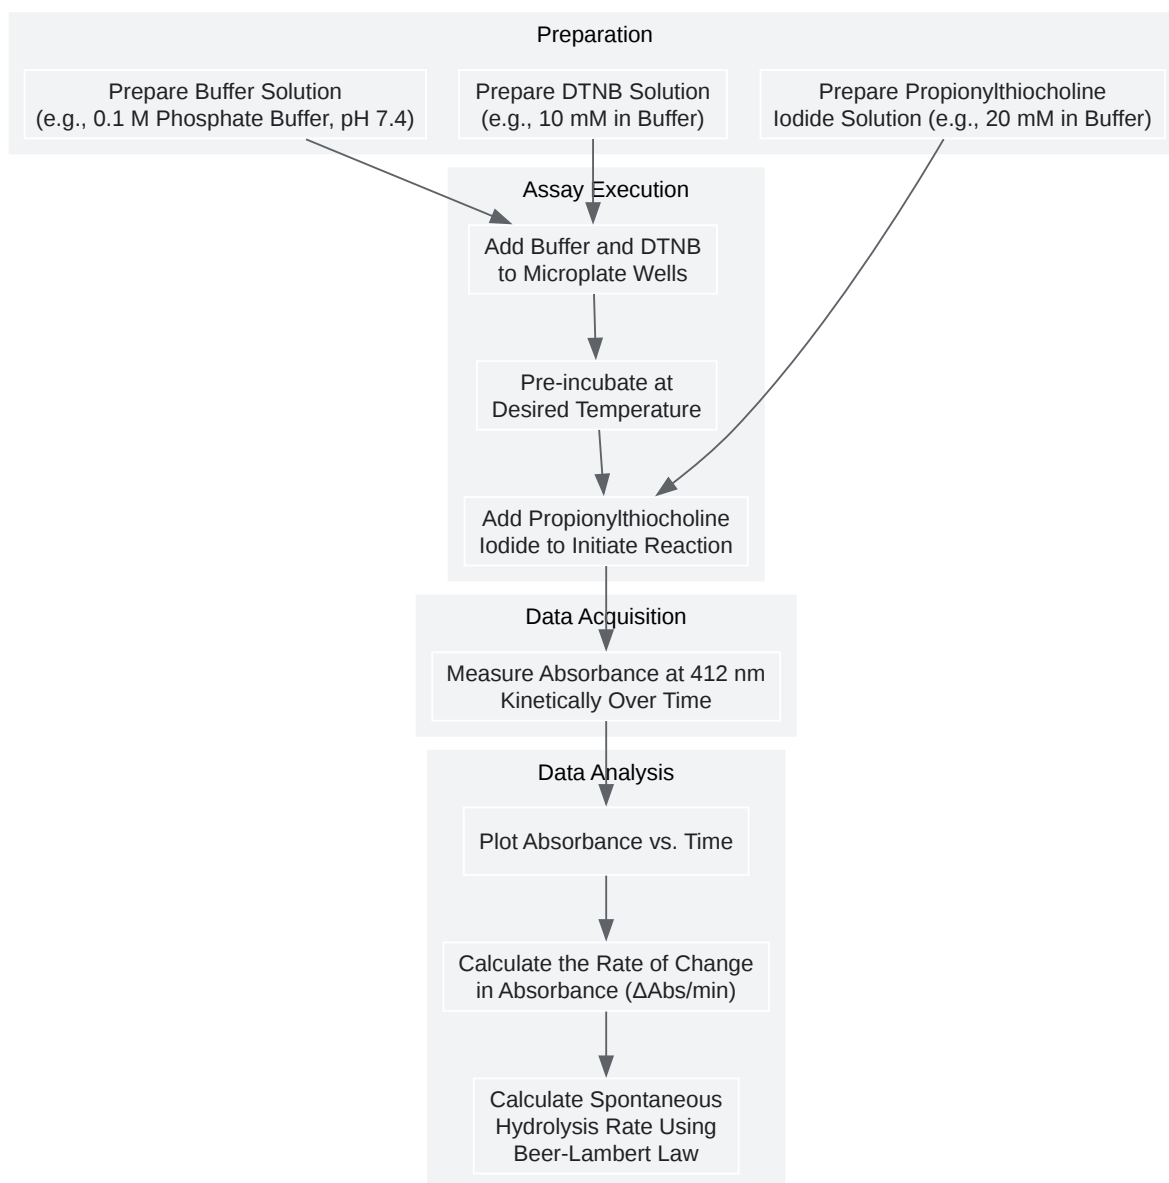 Preparation
Prepare Buffer Solution
(e.g., 0.1 M Phosphate Buffer, pH 7.4)
Prepare DTNB Solution
(e.g., 10 mM in Buffer)
Prepare Propionylthiocholine
Iodide Solution (e.g., 20 mM in Buffer)
Assay Execution
Add Buffer and DTNB
to Microplate Wells
Pre-incubate at
Desired Temperature
Add Propionylthiocholine
Iodide to Initiate Reaction
Data Acquisition
Measure Absorbance at 412 nm
Kinetically Over Time
Data Analysis
Plot Absorbance vs. Time
Calculate the Rate of Change
in Absorbance (ΔAbs/min)
Calculate Spontaneous
Hydrolysis Rate Using
Beer-Lambert Law